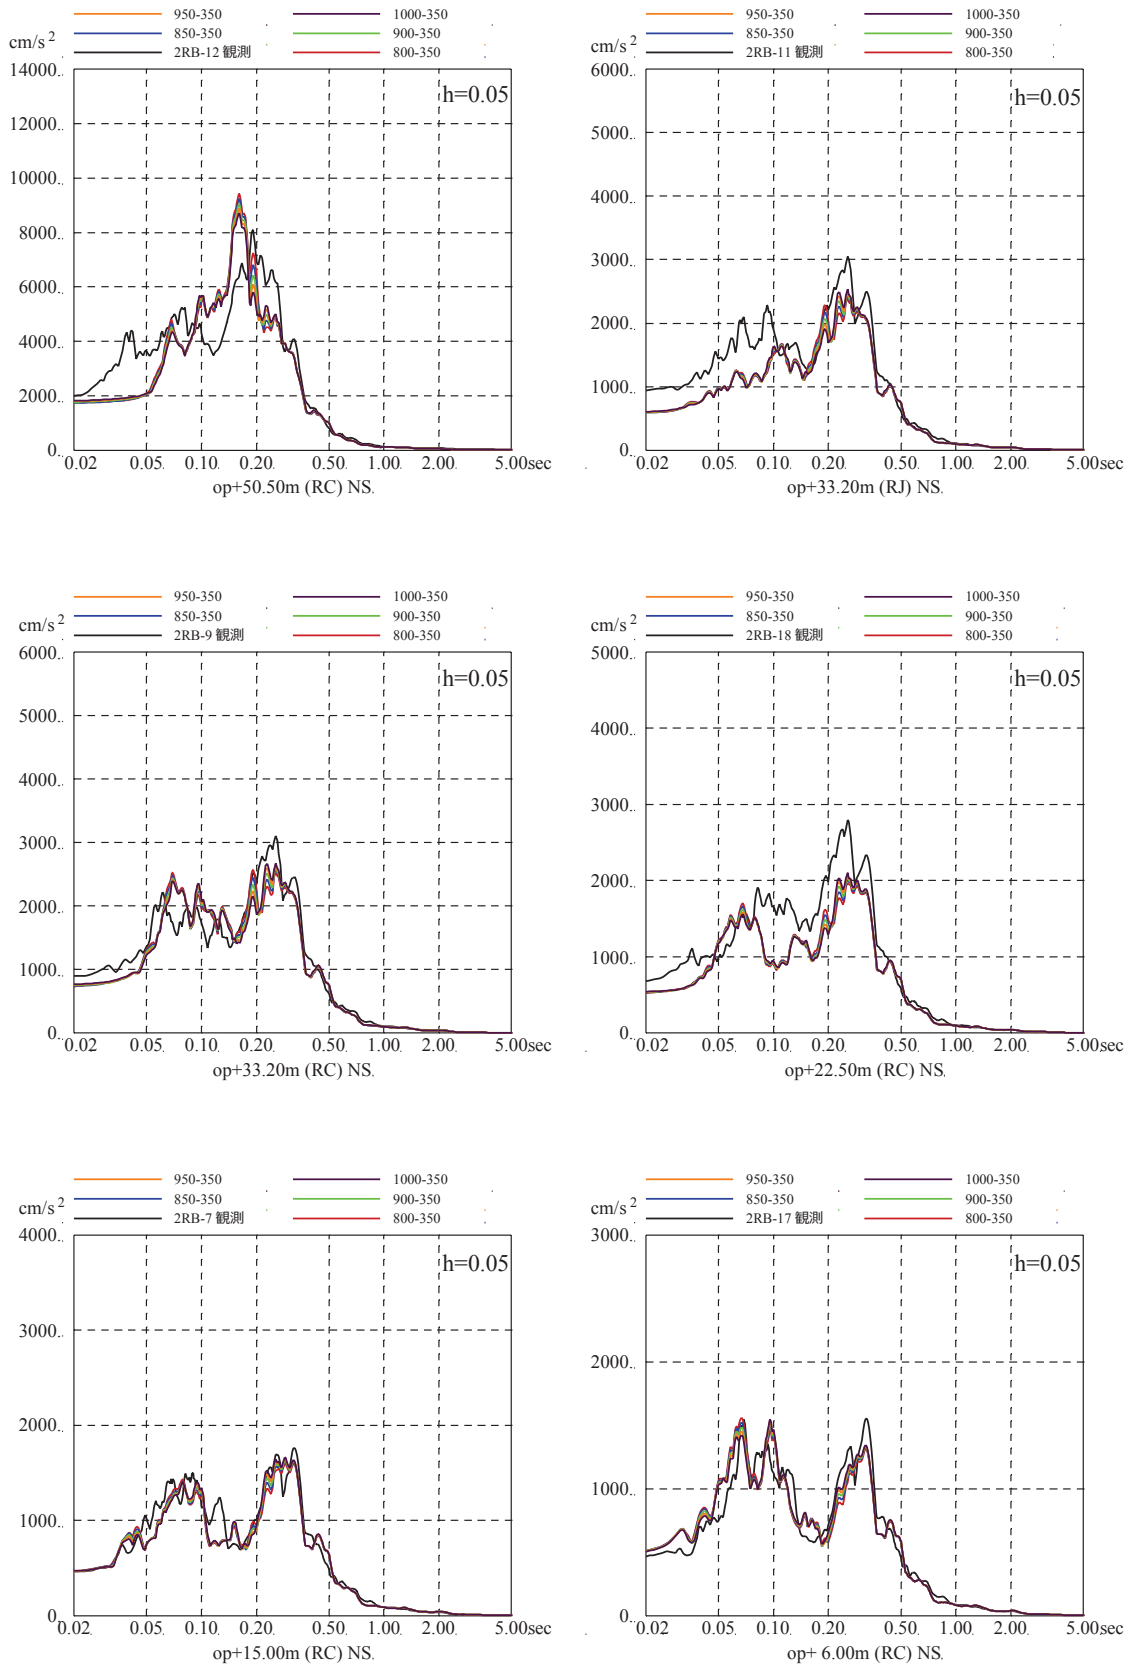 950-350 1000-350
850-350 900-350
2RB-12 観測 800-350
cm/s 2
14000
12000
10000
8000
6000
4000
2000
0
h=0.05
0.02 0.05 0.10 0.20 0.50 1.00 2.00 5.00sec
op+50.50m (RC) NS
950-350 1000-350
850-350 900-350
2RB-11 観測 800-350
cm/s 2
6000
5000
4000
3000
2000
1000
0
h=0.05
0.02 0.05 0.10 0.20 0.50 1.00 2.00 5.00sec
op+33.20m (RJ) NS
950-350 1000-350
850-350 900-350
2RB-9 観測 800-350
cm/s 2
6000
5000
4000
3000
2000
1000
0
h=0.05
0.02 0.05 0.10 0.20 0.50 1.00 2.00 5.00sec
op+33.20m (RC) NS
950-350 1000-350
850-350 900-350
2RB-18 観測 800-350
cm/s 2
5000
4000
3000
2000
1000
0
h=0.05
0.02 0.05 0.10 0.20 0.50 1.00 2.00 5.00sec
op+22.50m (RC) NS
950-350 1000-350
850-350 900-350
2RB-7 観測 800-350
cm/s 2
4000
3000
2000
1000
0
h=0.05
0.02 0.05 0.10 0.20 0.50 1.00 2.00 5.00sec
op+15.00m (RC) NS
950-350 1000-350
850-350 900-350
2RB-17 観測 800-350
cm/s 2
3000
2000
1000
0
h=0.05
0.02 0.05 0.10 0.20 0.50 1.00 2.00 5.00sec
op+ 6.00m (RC) NS